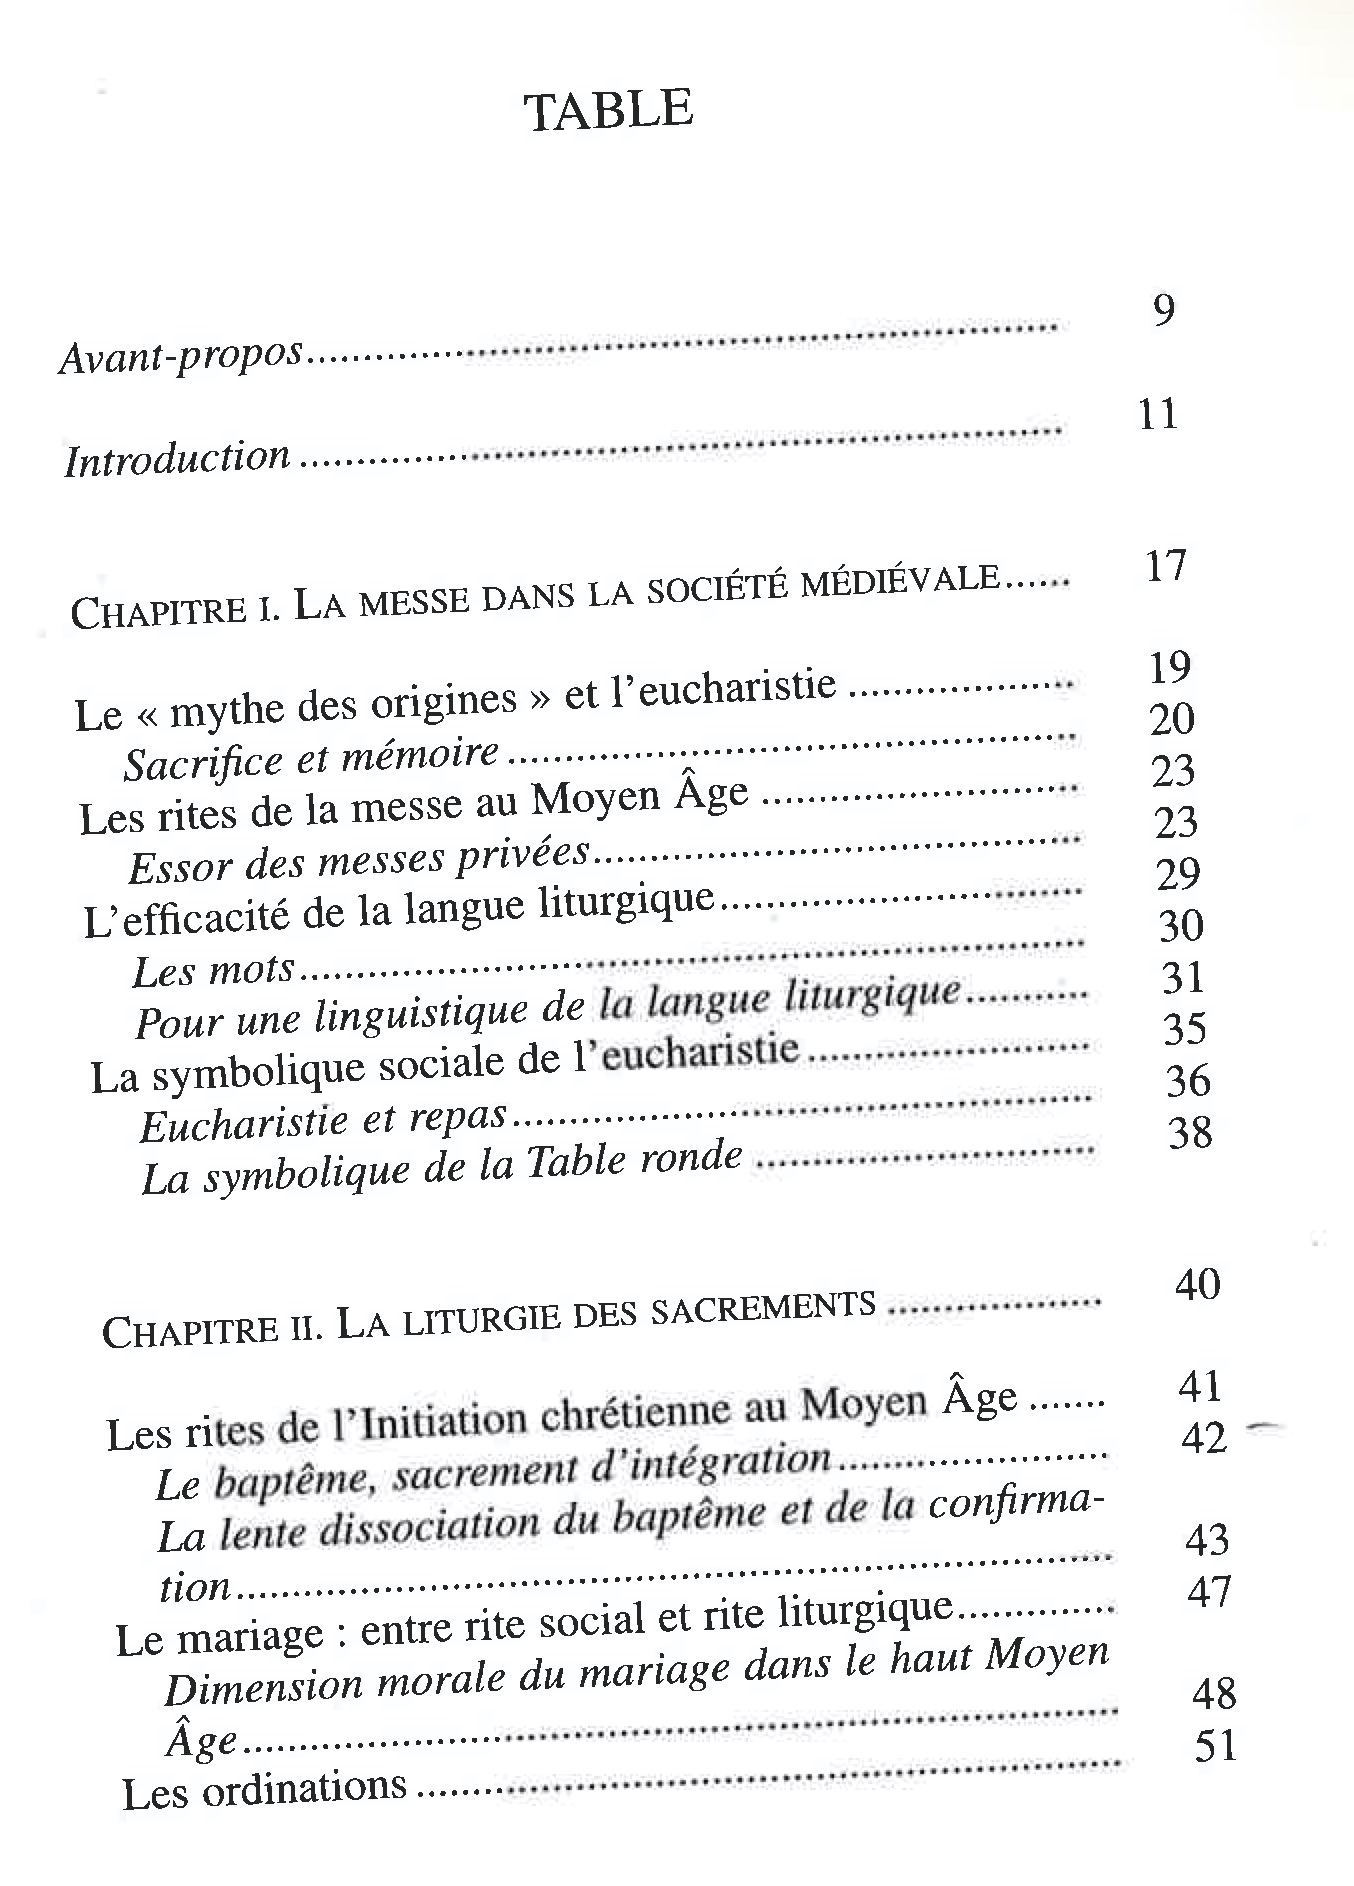 TABLE
Avant-propos.......... 9
Introduction .......... 11
CHAPITRE I. LA MESSE DANS LA SOCIÉTÉ MÉDIÉVALE...... 17
Le « mythe des origines » et l'eucharistie .......... 19
Sacrifice et mémoire .......... 20
Les rites de la messe au Moyen Âge .......... 23
Essor des messes privées.......... 23
L'efficacité de la langue liturgique.......... 29
Les mots.......... 30
Pour une linguistique de la langue liturgique.......... 31
La symbolique sociale de l'eucharistie .......... 35
Eucharistie et repas.......... 36
La symbolique de la Table ronde .......... 38
CHAPITRE II. LA LITURGIE DES SACREMENTS .......... 40
Les rites de l'Initiation chrétienne au Moyen Âge ....... 41
Le baptême, sacrement d'intégration.......... 42
La lente dissociation du baptême et de la confirma-
tion.......... 43
Le mariage : entre rite social et rite liturgique.......... 47
Dimension morale du mariage dans le haut Moyen
Âge.......... 48
Les ordinations .......... 51